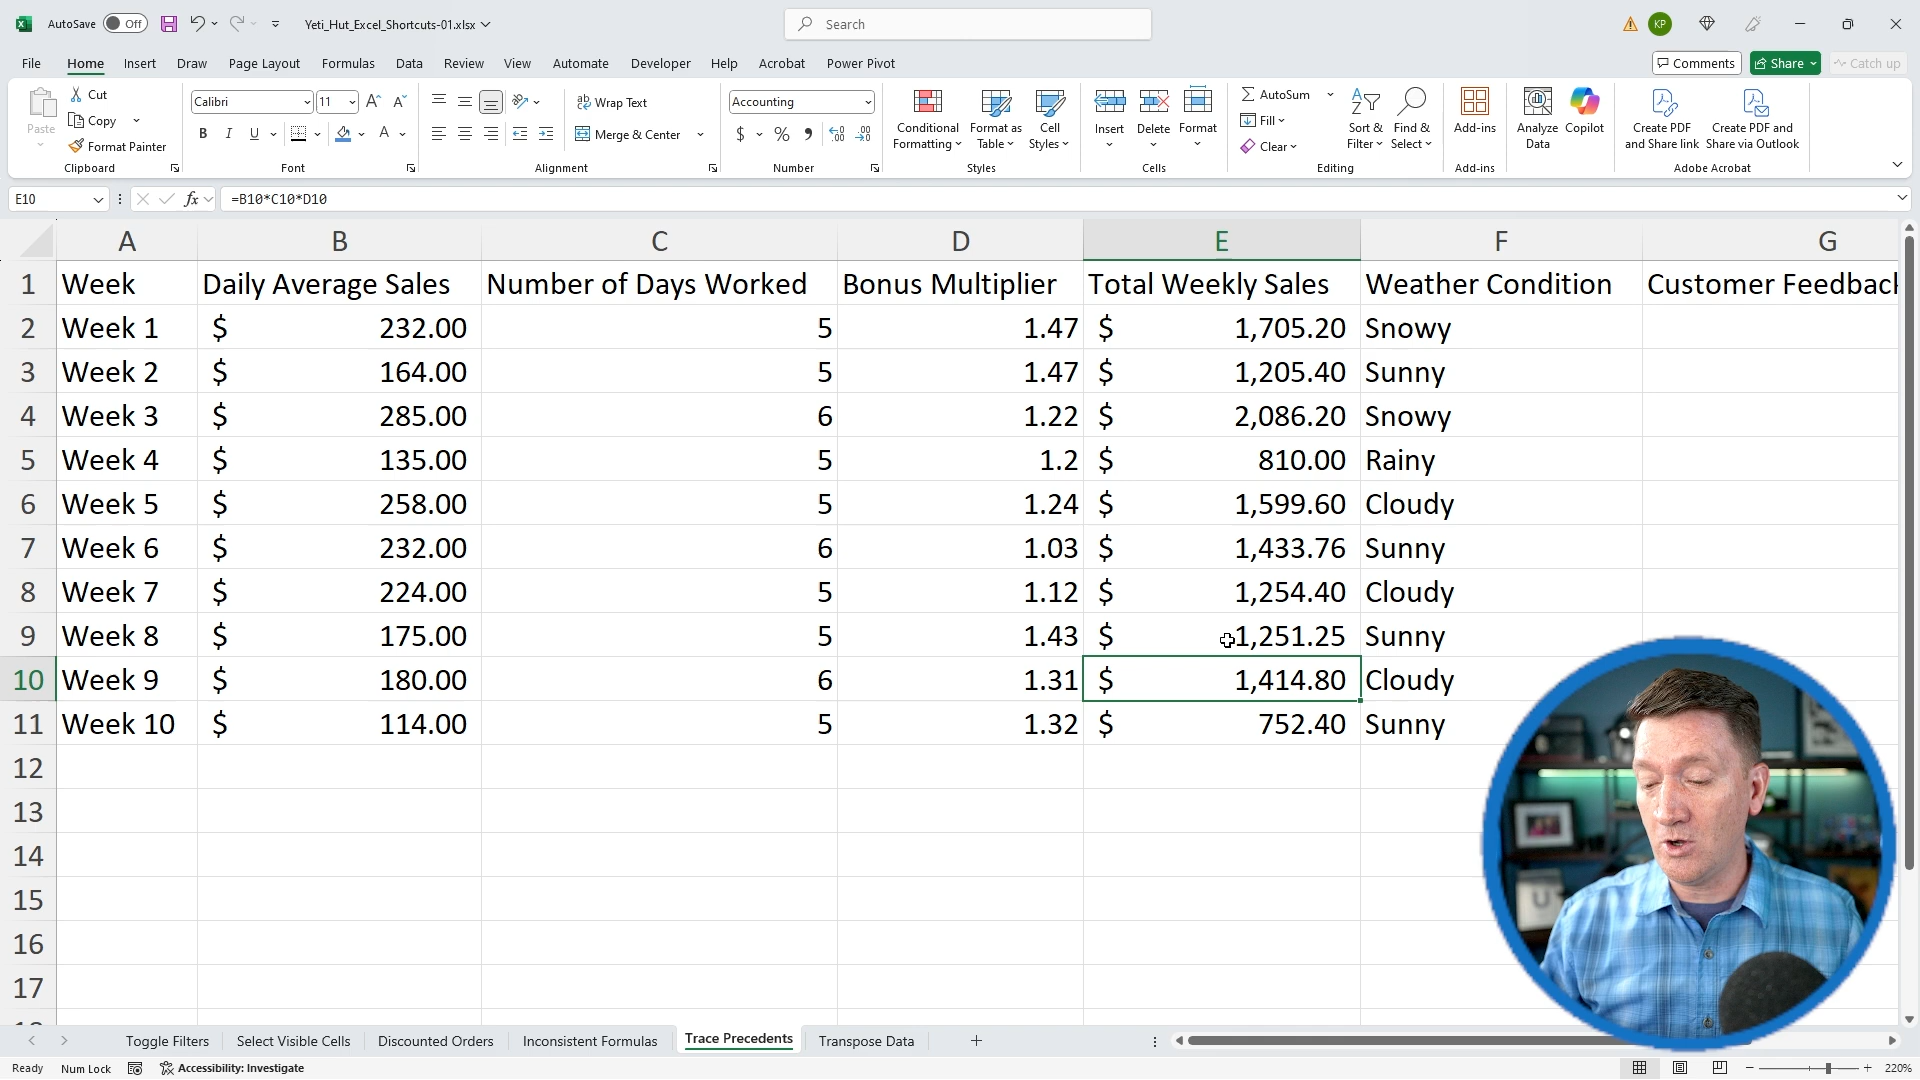 AutoSave Off Yeti_Hut_Excel_Shortcuts-01.xlsx Search KP
File Home Insert Draw Page Layout Formulas Data Review View Automate Developer Help Acrobat Power Pivot Comments Share Catch up
Paste Cut Copy Format Painter Clipboard
Calibri 11 B I U A Font
ab Wrap Text Merge & Center Alignment
Accounting $ % Number
Conditional Formatting Format as Table Cell Styles Styles
Insert Delete Format Cells
AutoSum Fill Clear Sort & Filter Find & Select Editing
Add-ins Add-ins
Analyze Data Copilot
Create PDF and Share link Create PDF and Share via Outlook Adobe Acrobat
E10 fx =B10*C10*D10
A B C D E F G
1 Week Daily Average Sales Number of Days Worked Bonus Multiplier Total Weekly Sales Weather Condition Customer Feedback
2 Week 1 $ 232.00 5 1.47 $ 1,705.20 Snowy
3 Week 2 $ 164.00 5 1.47 $ 1,205.40 Sunny
4 Week 3 $ 285.00 6 1.22 $ 2,086.20 Snowy
5 Week 4 $ 135.00 5 1.2 $ 810.00 Rainy
6 Week 5 $ 258.00 5 1.24 $ 1,599.60 Cloudy
7 Week 6 $ 232.00 6 1.03 $ 1,433.76 Sunny
8 Week 7 $ 224.00 5 1.12 $ 1,254.40 Cloudy
9 Week 8 $ 175.00 5 1.43 $ 1,251.25 Sunny
10 Week 9 $ 180.00 6 1.31 $ 1,414.80 Cloudy
11 Week 10 $ 114.00 5 1.32 $ 752.40 Sunny
12
13
14
15
16
17
Toggle Filters Select Visible Cells Discounted Orders Inconsistent Formulas Trace Precedents Transpose Data
Ready Num Lock Accessibility: Investigate 220%